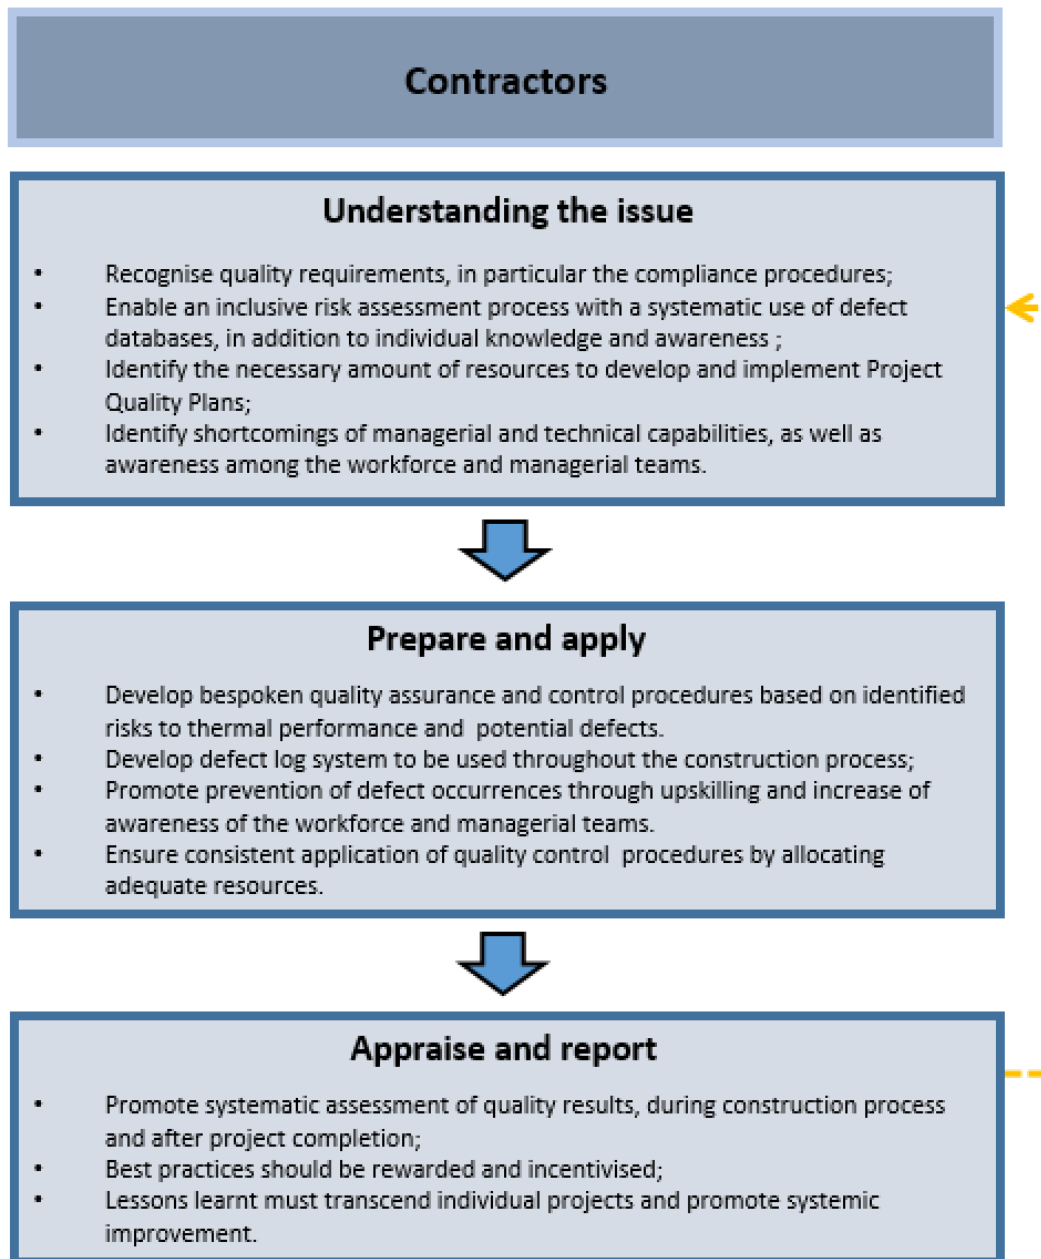 Contractors
Understanding the issue
• Recognise quality requirements, in particular the compliance procedures;
• Enable an inclusive risk assessment process with a systematic use of defect
databases, in addition to individual knowledge and awareness ;
• Identify the necessary amount of resources to develop and implement Project
Quality Plans;
• Identify shortcomings of managerial and technical capabilities, as well as
awareness among the workforce and managerial teams.
Prepare and apply
• Develop bespoken quality assurance and control procedures based on identified
risks to thermal performance and  potential defects.
• Develop defect log system to be used throughout the construction process;
• Promote prevention of defect occurrences through upskilling and increase of
awareness of the workforce and managerial teams.
• Ensure consistent application of quality control  procedures by allocating
adequate resources.
Appraise and report
• Promote systematic assessment of quality results, during construction process
and after project completion;
• Best practices should be rewarded and incentivised;
• Lessons learnt must transcend individual projects and promote systemic
improvement.